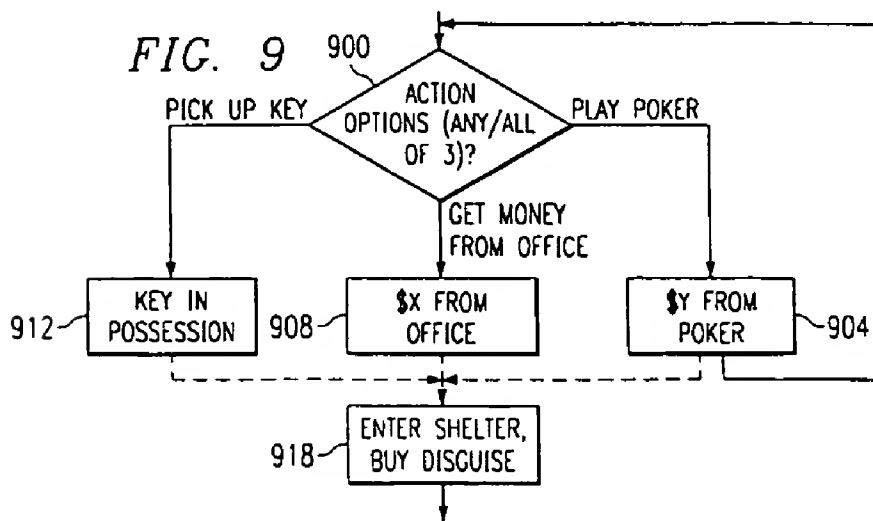 FIG. 9
900
ACTION
OPTIONS (ANY/ALL
OF 3)?
PICK UP KEY
PLAY POKER
GET MONEY
FROM OFFICE
912
KEY IN
POSSESSION
908
$X FROM
OFFICE
$Y FROM
POKER
904
918
ENTER SHELTER,
BUY DISGUISE